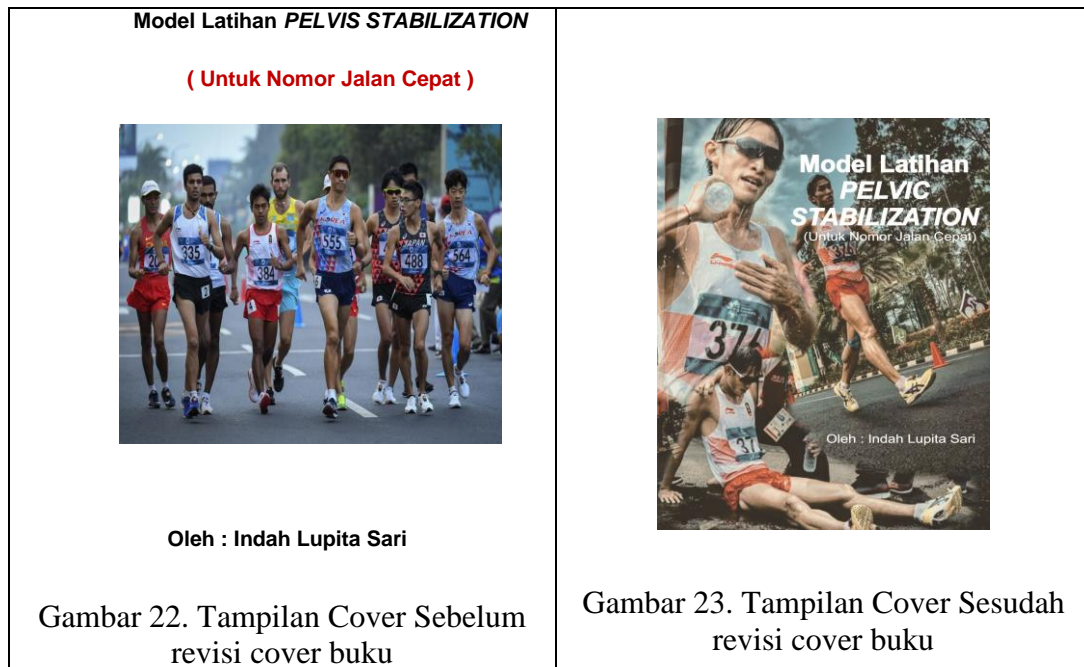 Model Latihan PELVIS STABILIZATION
( Untuk Nomor Jalan Cepat )
335
384
KOREA
555
JAPAN
488
564
Oleh : Indah Lupita Sari
Gambar 22. Tampilan Cover Sebelum
revisi cover buku
Model Latihan
PELVIC
STABILIZATION
(Untuk Nomor Jalan Cepat)
Oleh : Indah Lupita Sari
Gambar 23. Tampilan Cover Sesudah
revisi cover buku